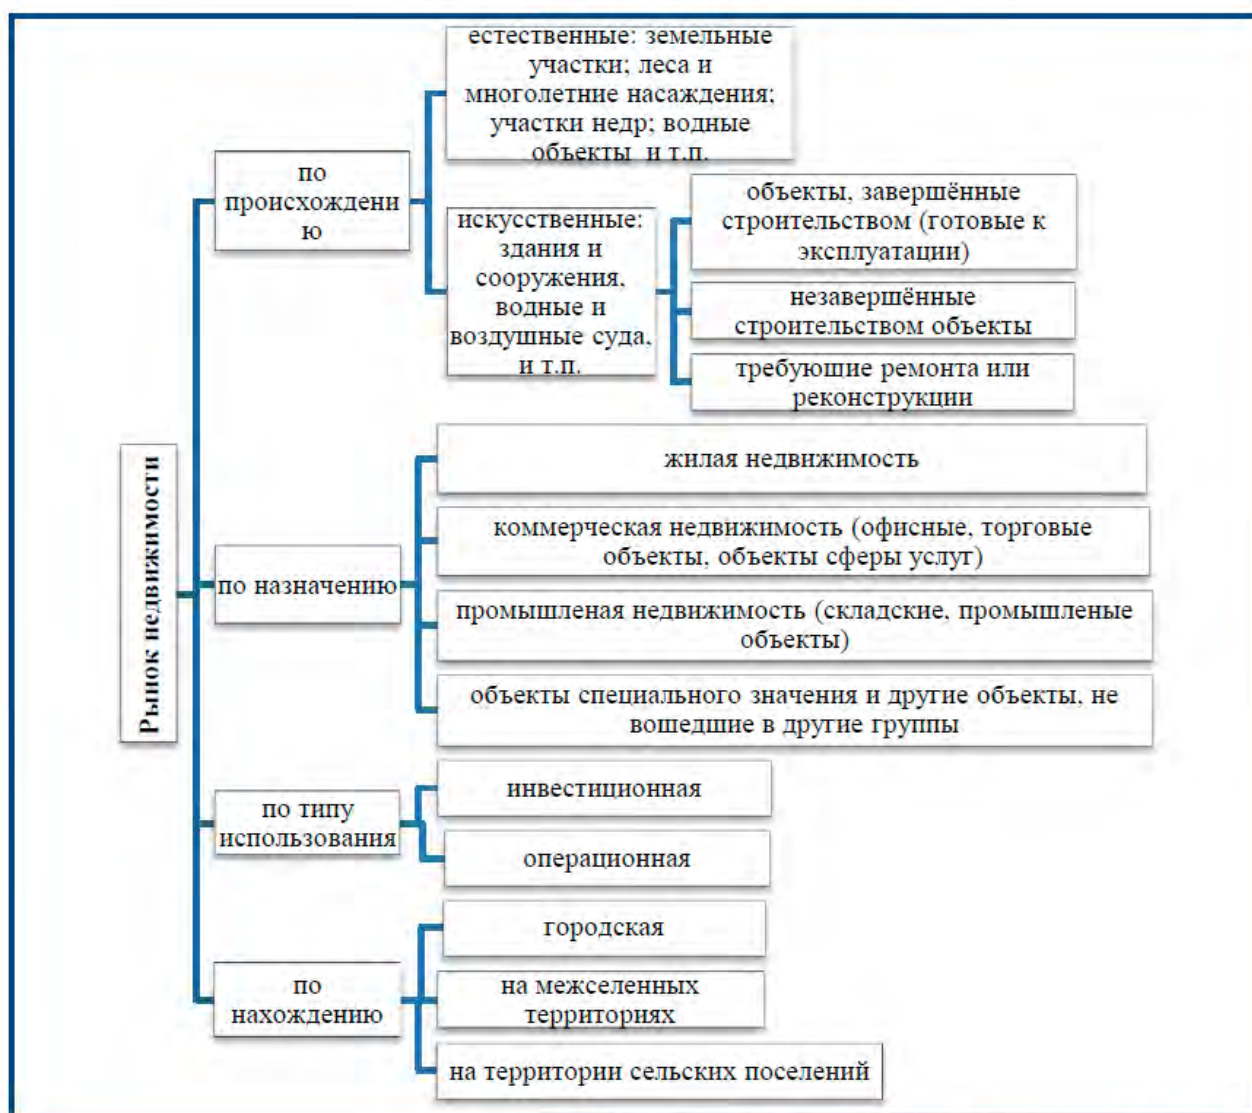 естественные: земельные
участки; леса и
многолетние насаждения;
участки недр; водные
объекты и т.п.
по
происхождени
ю
искусственные:
здания и
сооружения,
водные и
воздушные суда,
и т.п.
объекты, завершённые
строительством (готовые к
эксплуатации)
незавершённые
строительством объекты
требующие ремонта или
реконструкции
Рынок недвижимости
по назначению
жилая недвижимость
коммерческая недвижимость (офисные, торговые
объекты, объекты сферы услуг)
промышленая недвижимость (складские, промышленые
объекты)
объекты специального значения и другие объекты, не
вошедшие в другие группы
по типу
использования
инвестиционная
операционная
по
нахождению
городская
на межселенных
территориях
на территории сельских поселений